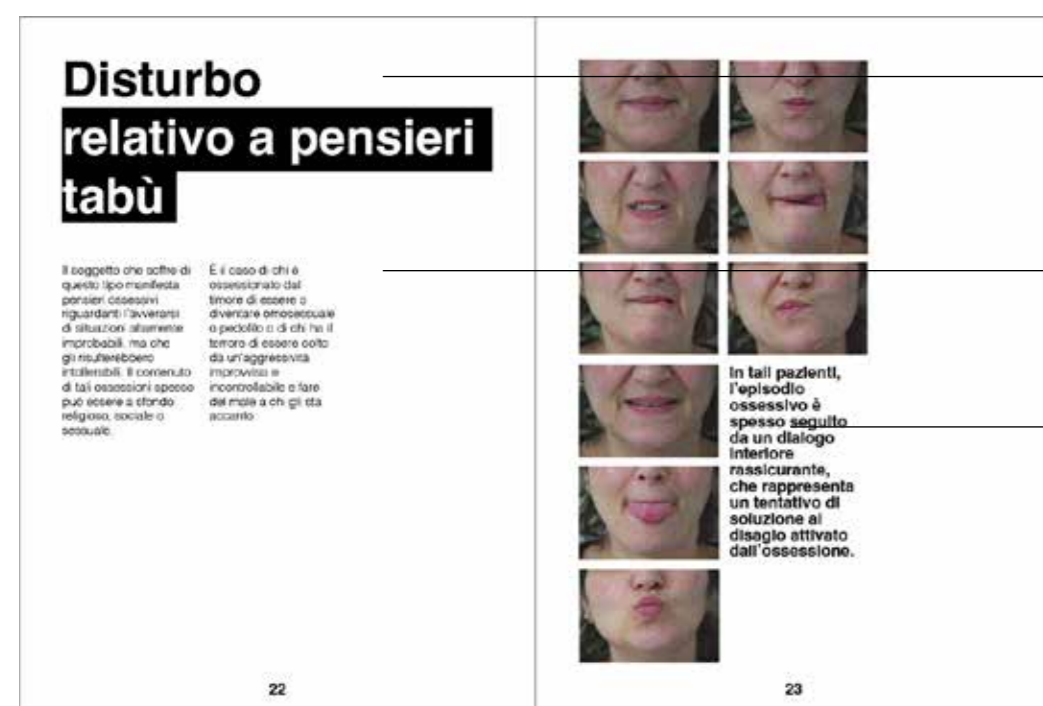 Disturbo
relativo a pensieri
tabù
Il soggetto che soffre di
questo tipo manifesta
pensieri ossessivi
riguardanti l'avverarsi
di situazioni altamente
improbabili, ma che
gli risulterebbero
intollerabili. Il contenuto
di tali ossessioni spesso
può essere a sfondo
religioso, sociale o
sessuale.
È il caso di chi è
ossessionato dal
timore di essere o
diventare omosessuale
o pedofilo o di chi ha il
terrore di essere colto
da un'aggressività
improvvisa e
incontrollabile e fare
del male a chi gli sta
accanto.
In tali pazienti,
l'episodio
ossessivo è
spesso seguito
da un dialogo
interiore
rassicurante,
che rappresenta
un tentativo di
soluzione al
disagio attivato
dall'ossessione.
22
23